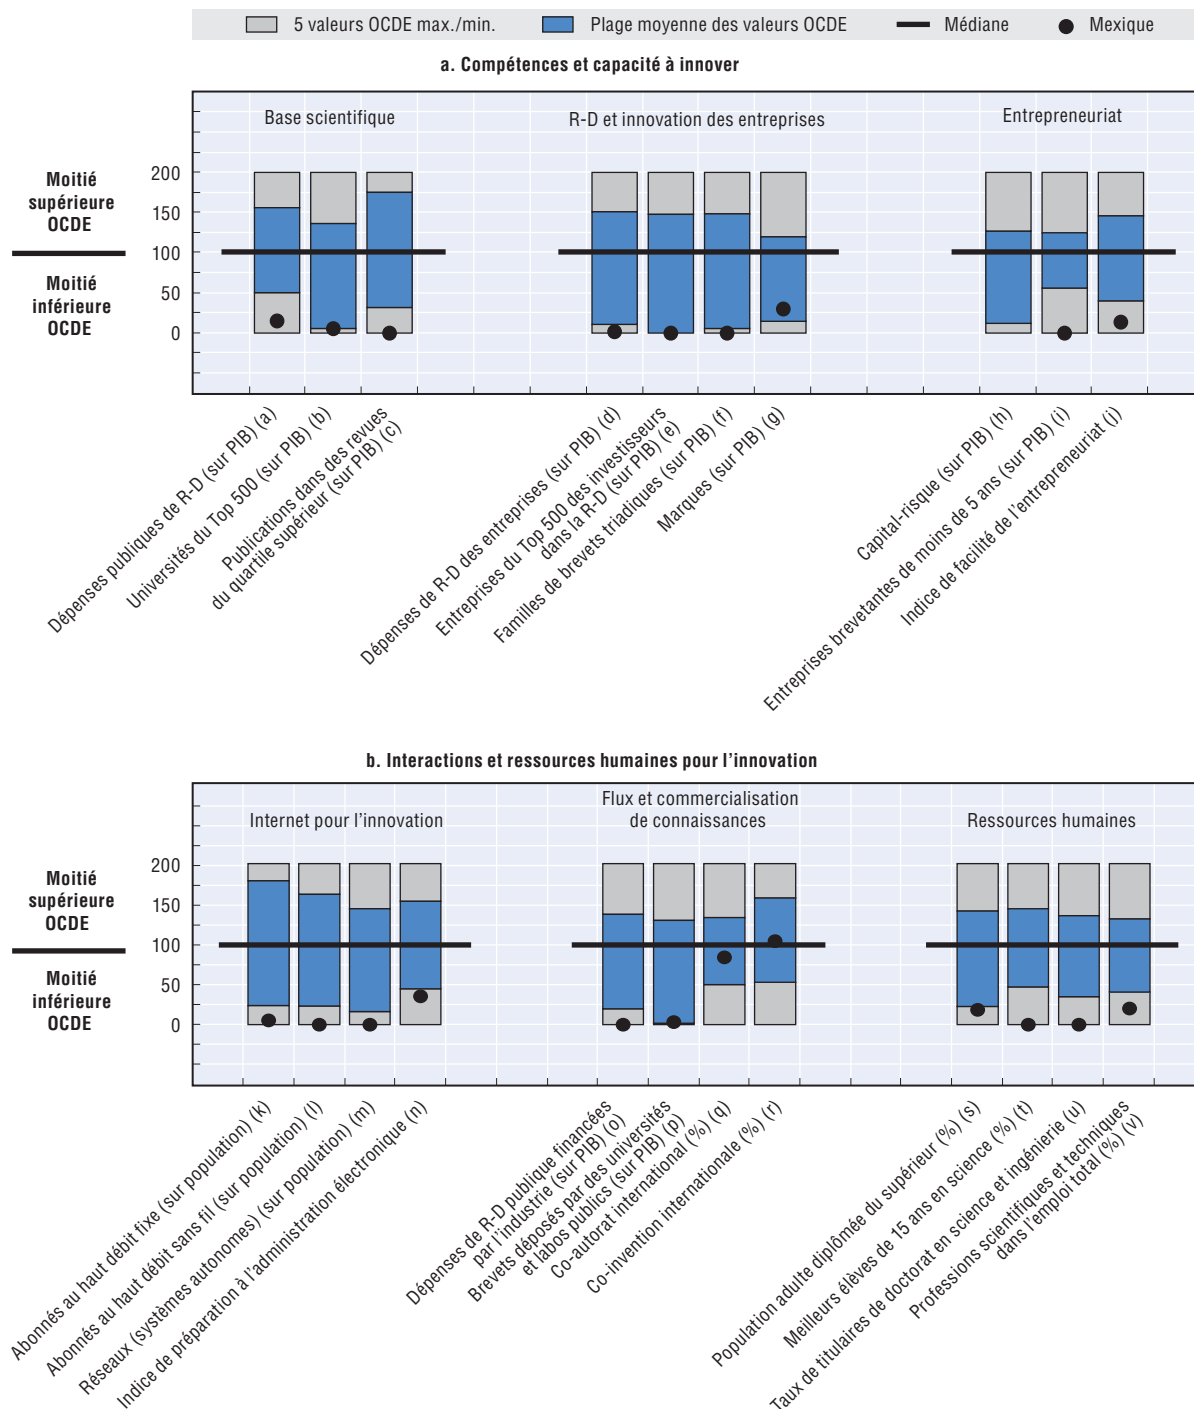 5 valeurs OCDE max./min. Plage moyenne des valeurs OCDE Médiane Mexique
a. Compétences et capacité à innover
Base scientifique R-D et innovation des entreprises Entrepreneuriat
Moitié
supérieure
OCDE
Moitié
inférieure
OCDE
200
150
100
50
0
Dépenses publiques de R-D (sur PIB) (a)
Universités du Top 500 (sur PIB) (b)
Publications dans des revues
du quartile supérieur (sur PIB) (c)
Dépenses de R-D des entreprises (sur PIB) (d)
Entreprises du Top 500 des investisseurs
dans la R-D (sur PIB) (e)
Familles de brevets triadiques (sur PIB) (f)
Marques (sur PIB) (g)
Capital-risque (sur PIB) (h)
Entreprises brevetantes de moins de 5 ans (sur PIB) (i)
Indice de facilité de l'entrepreneuriat (j)
b. Interactions et ressources humaines pour l'innovation
Internet pour l'innovation
Flux et commercialisation
de connaissances
Ressources humaines
Moitié
supérieure
OCDE
Moitié
inférieure
OCDE
200
150
100
50
0
Abonnés au haut débit fixe (sur population) (k)
Abonnés au haut débit sans fil (sur population) (l)
Réseaux (systèmes autonomes) (sur population) (m)
Indice de préparation à l'administration électronique (n)
Dépenses de R-D publique financées
par l'industrie (sur PIB) (o)
Brevets déposés par des universités
et labos publics (sur PIB) (p)
Co-autorat international (%) (q)
Co-invention internationale (%) (r)
Population adulte diplômée du supérieur (%) (s)
Meilleurs élèves de 15 ans en science (%) (t)
Taux de titulaires de doctorat en science et ingénierie (u)
Professions scientifiques et techniques
dans l'emploi total (%) (v)